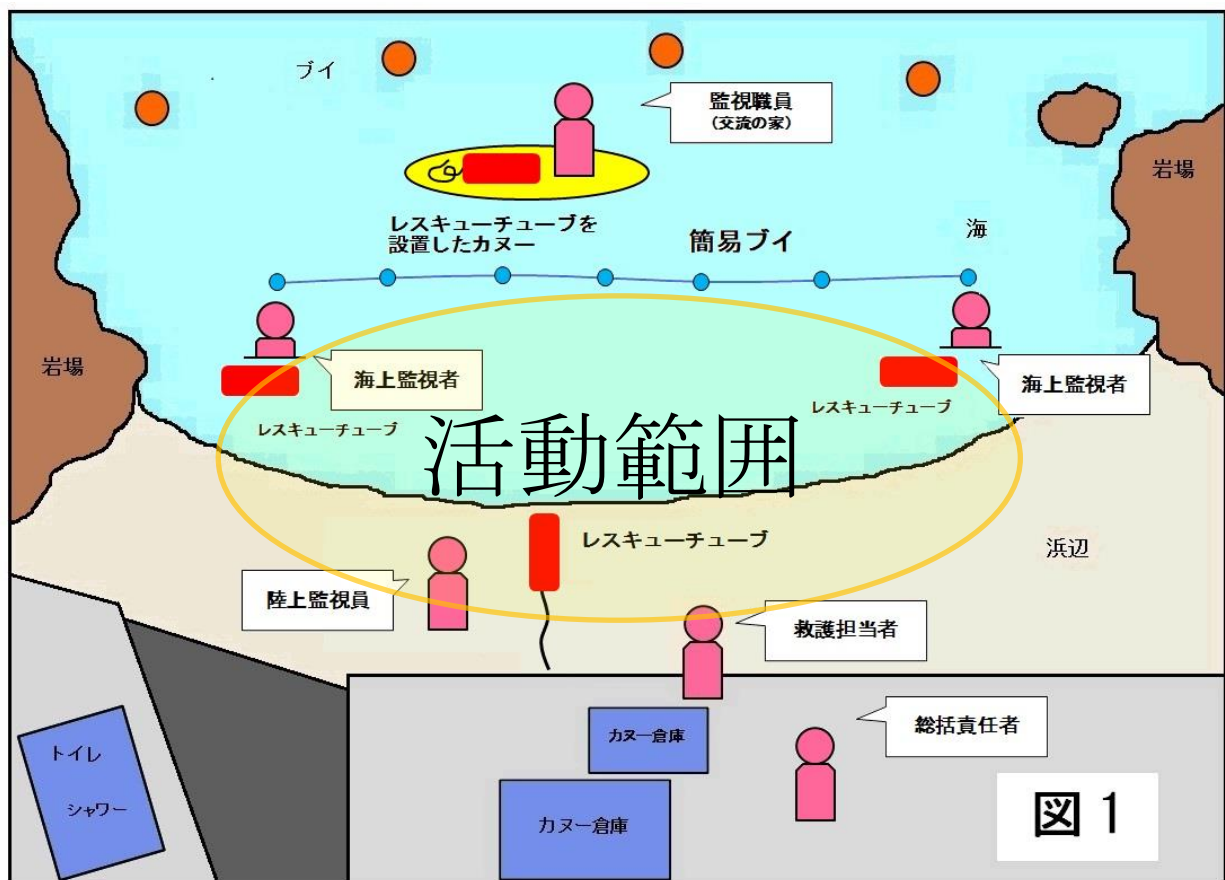 ブイ
監視職員
(交流の家)
岩場
レスキューチューブを
設置したカヌー
簡易ブイ
海
岩場
海上監視者
海上監視者
レスキューチューブ
レスキューチューブ
活動範囲
レスキューチューブ
浜辺
陸上監視員
救護担当者
総括責任者
カヌー倉庫
トイレ
シャワー
カヌー倉庫
図1